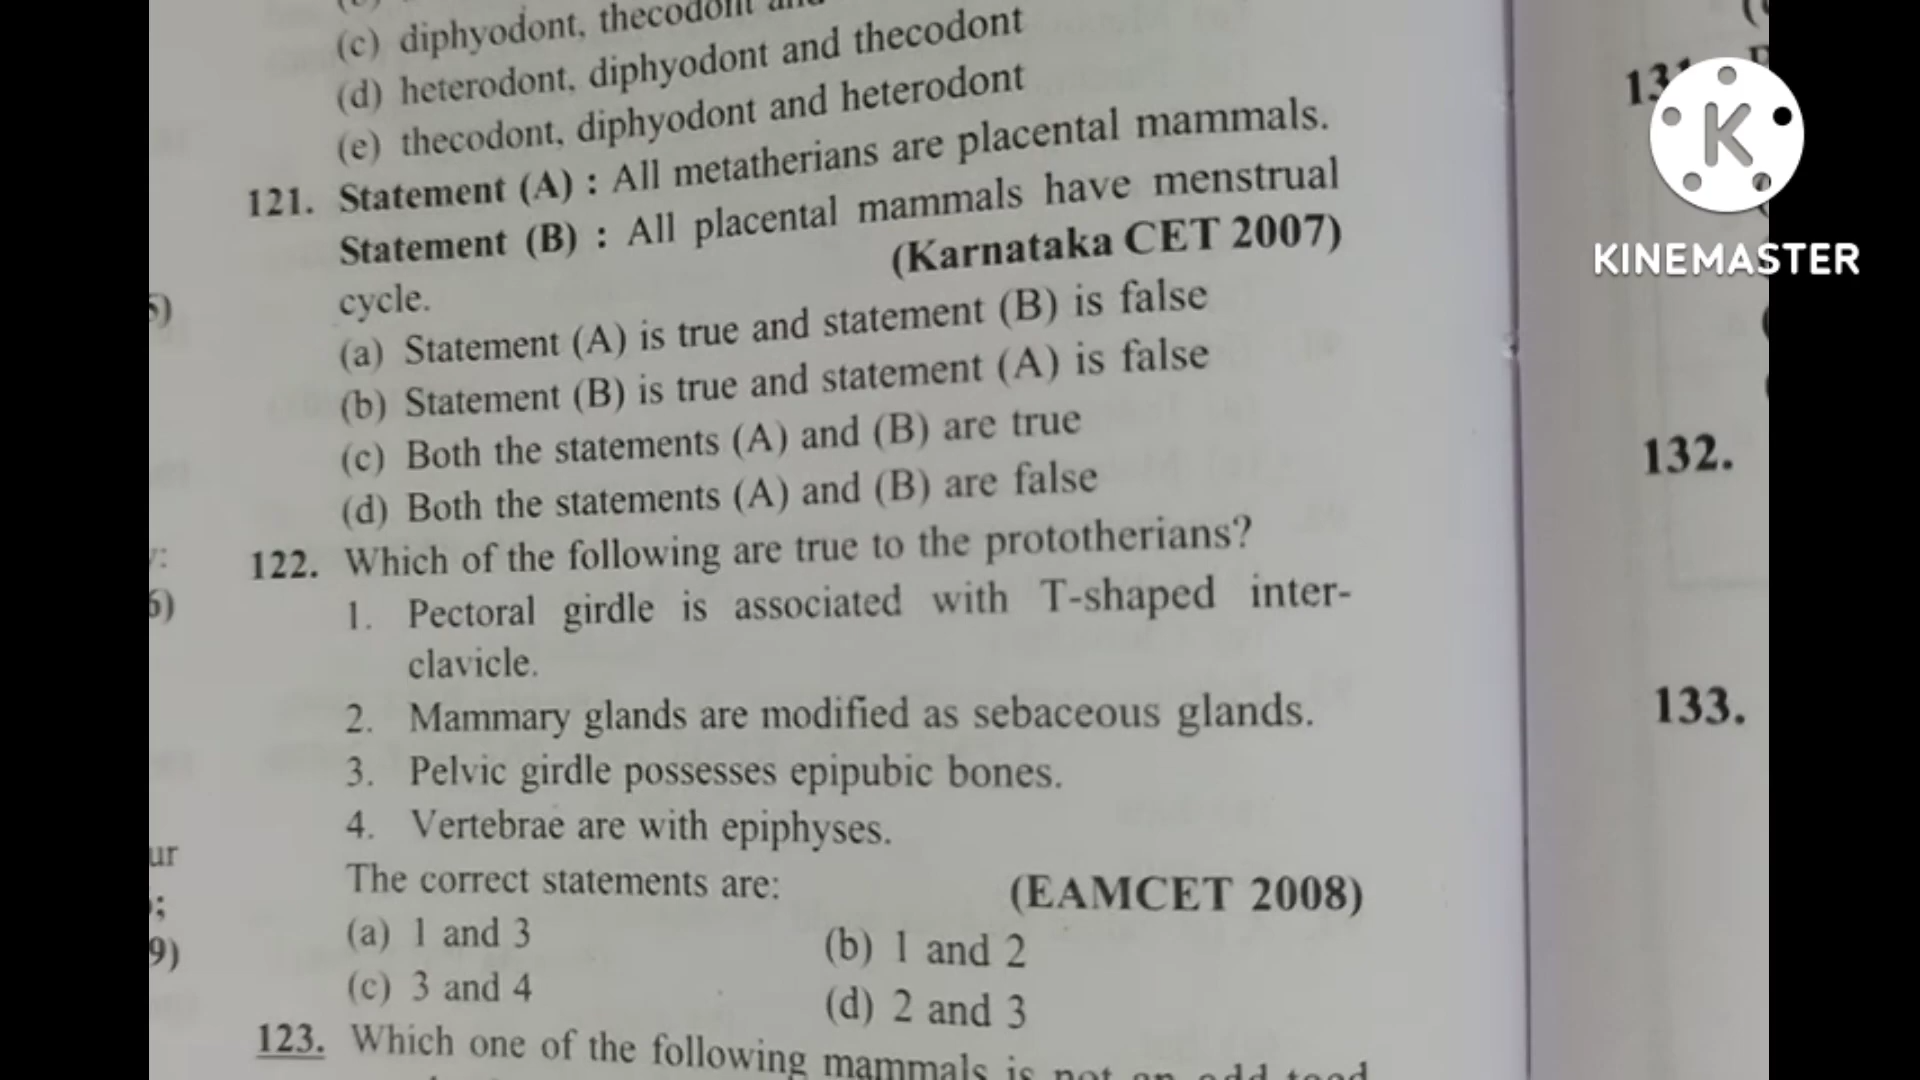 (c) diphyodont, thecodont
(d) heterodont, diphyodont and thecodont
(e) thecodont, diphyodont and heterodont
121. Statement (A) : All metatherians are placental mammals.
Statement (B) : All placental mammals have menstrual
cycle.
(Karnataka CET 2007)
(a) Statement (A) is true and statement (B) is false
(b) Statement (B) is true and statement (A) is false
(c) Both the statements (A) and (B) are true
(d) Both the statements (A) and (B) are false
122. Which of the following are true to the prototherians?
1. Pectoral girdle is associated with T-shaped inter-
clavicle.
2. Mammary glands are modified as sebaceous glands.
3. Pelvic girdle possesses epipubic bones.
4. Vertebrae are with epiphyses.
The correct statements are:
(EAMCET 2008)
(a) 1 and 3
(b) 1 and 2
(c) 3 and 4
(d) 2 and 3
123. Which one of the following mammals is not an odd toed
ur
9)
132.
133.
K
KINEMASTER